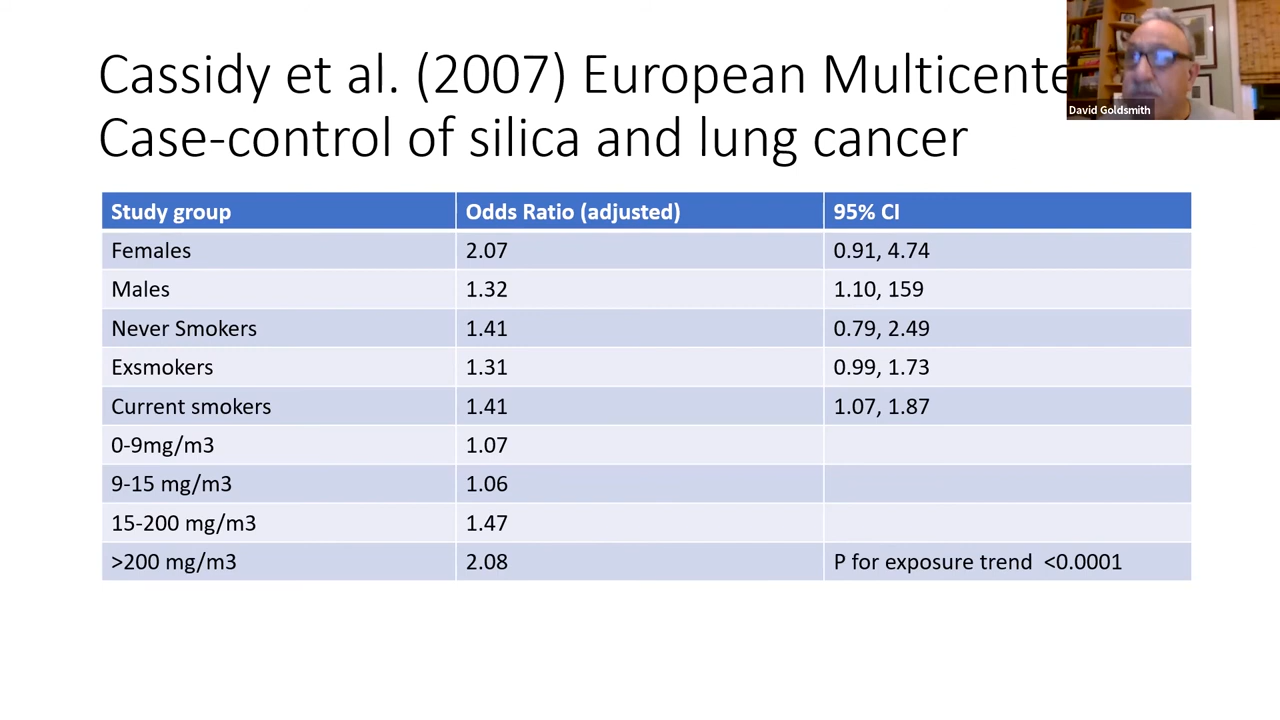 Cassidy et al. (2007) European Multicente
Case-control of silica and lung cancer
David Goldsmith
Study group Odds Ratio (adjusted) 95% CI
Females 2.07 0.91, 4.74
Males 1.32 1.10, 159
Never Smokers 1.41 0.79, 2.49
Exsmokers 1.31 0.99, 1.73
Current smokers 1.41 1.07, 1.87
0-9mg/m3 1.07
9-15 mg/m3 1.06
15-200 mg/m3 1.47
>200 mg/m3 2.08 P for exposure trend <0.0001